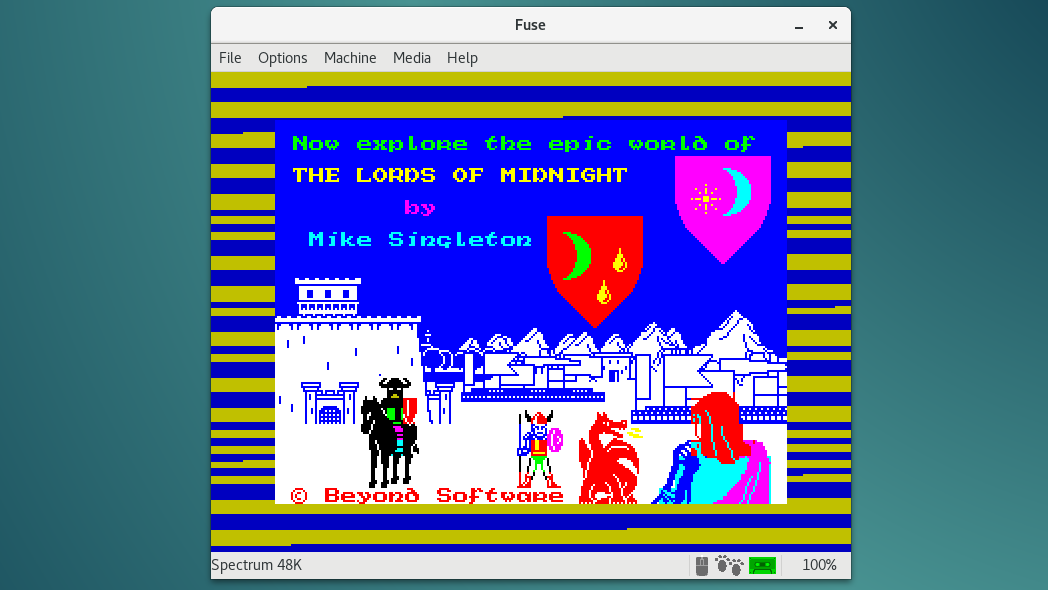 Fuse
File Options Machine Media Help
Now explore the epic world of
THE LORDS OF MIDNIGHT
by
Mike Singleton
© Beyond Software
Spectrum 48K 100%